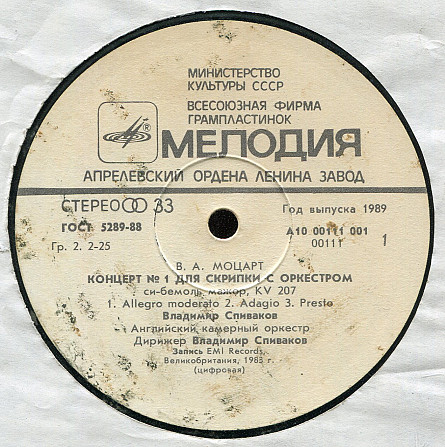 МИНИСТЕРСТВО
КУЛЬТУРЫ СССР
ВСЕСОЮЗНАЯ ФИРМА
ГРАМПЛАСТИНОК
МЕЛОДИЯ
АПРЕЛЕВСКИЙ ОРДЕНА ЛЕНИНА ЗАВОД
СТЕРЕО 33
Год выпуска 1989
ГОСТ 5289-88
А10 00111 001
Гр. 2. 2-25
00111 1
В. А. МОЦАРТ
КОНЦЕРТ № 1 ДЛЯ СКРИПКИ С ОРКЕСТРОМ
си-бемоль мажор, KV 207
1. Allegro moderato 2. Adagio 3. Presto
Владимир Спиваков
Английский камерный оркестр
Дирижер Владимир Спиваков
Запись EMI Records,
Великобритания, 1983 г
(цифровая)